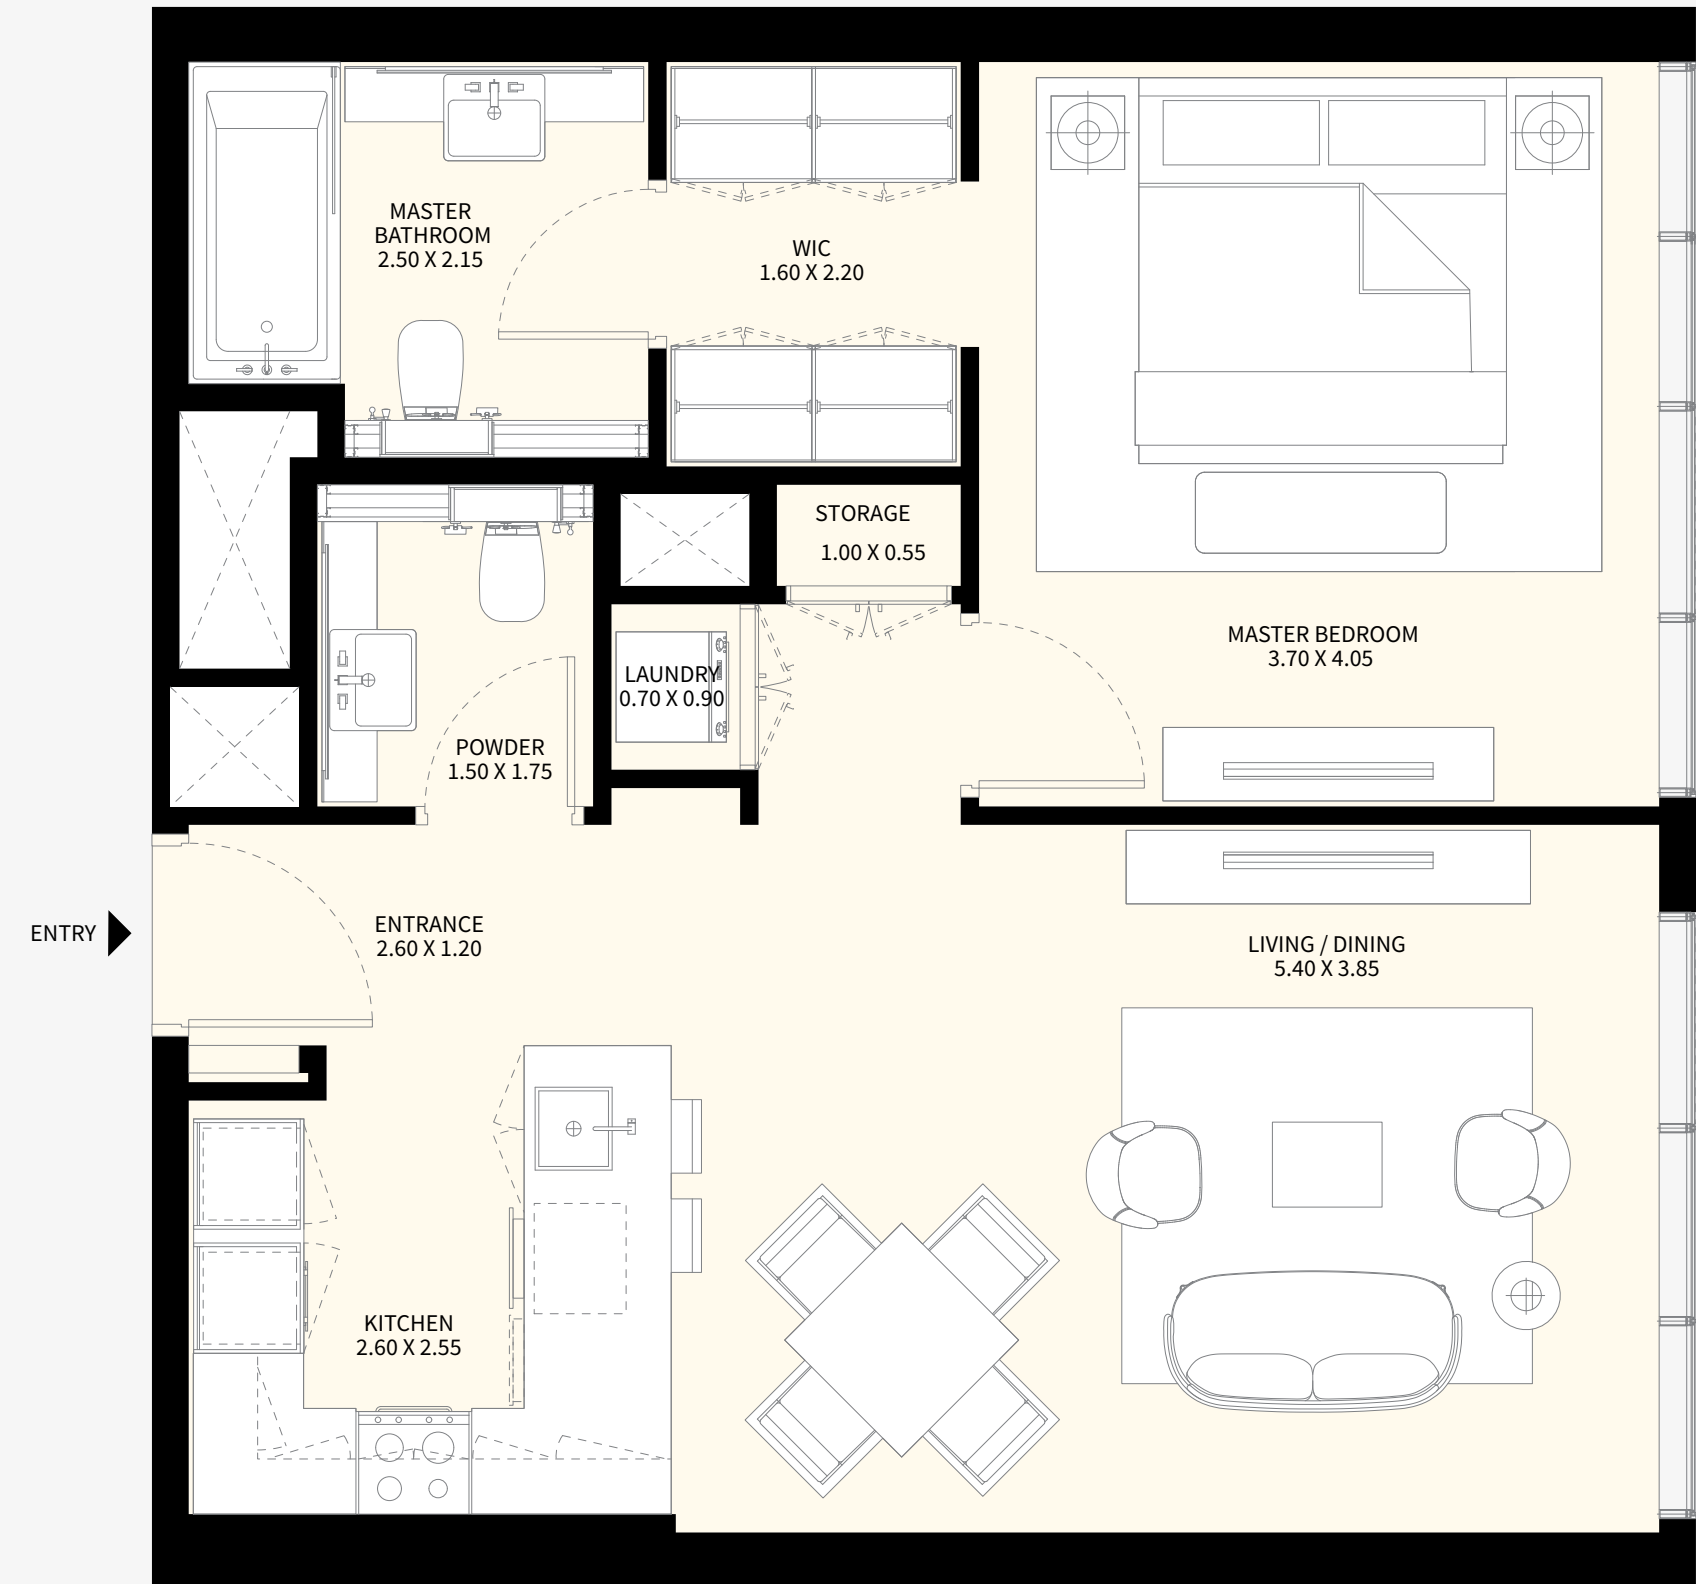 MASTER
BATHROOM
2.50 X 2.15
WIC
1.60 X 2.20
STORAGE
1.00 X 0.55
MASTER BEDROOM
3.70 X 4.05
LAUNDRY
0.70 X 0.90
POWDER
1.50 X 1.75
ENTRY
ENTRANCE
2.60 X 1.20
LIVING / DINING
5.40 X 3.85
KITCHEN
2.60 X 2.55